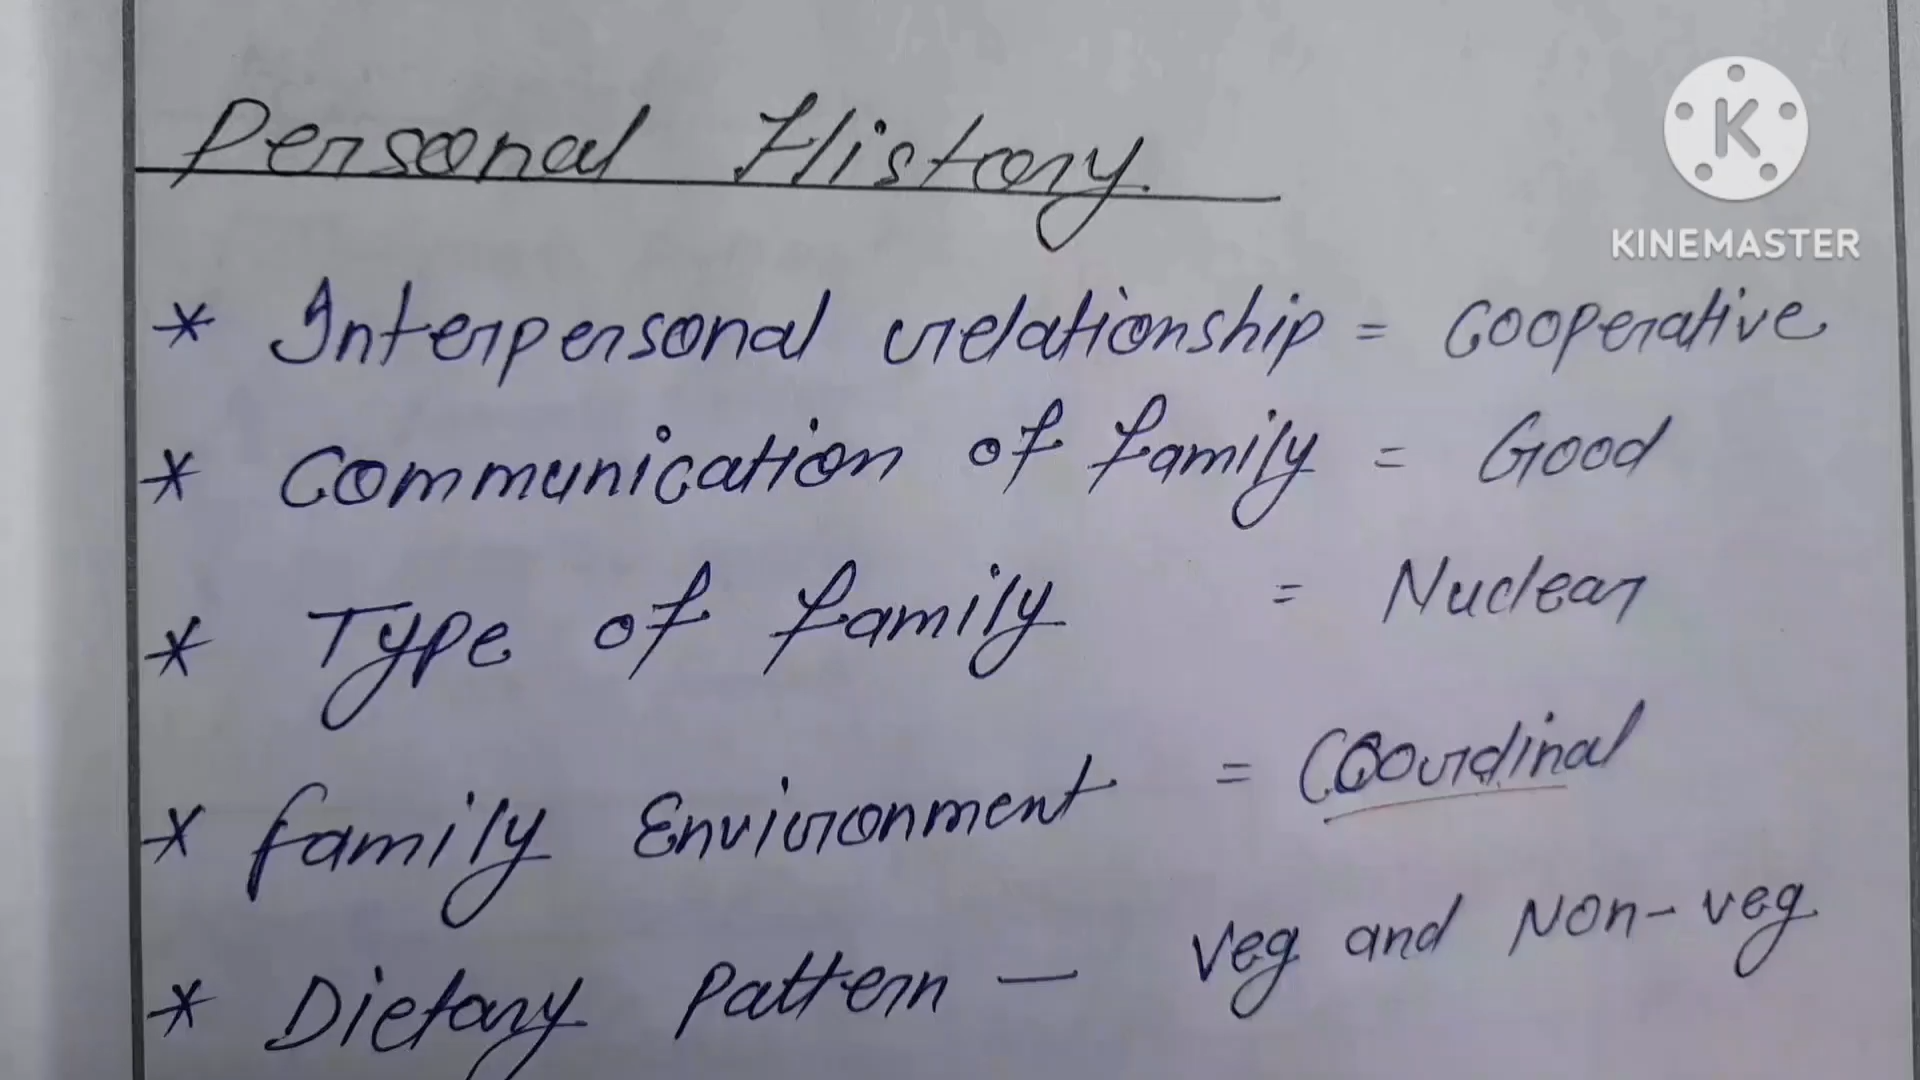 Personal History.
KINEMASTER
* Interpersonal relationship = Cooperative
* Communication of family = Good
* Type of family = Nuclear
* family Environment = Coordinal
* Dietary Pattern — Veg and Non-veg